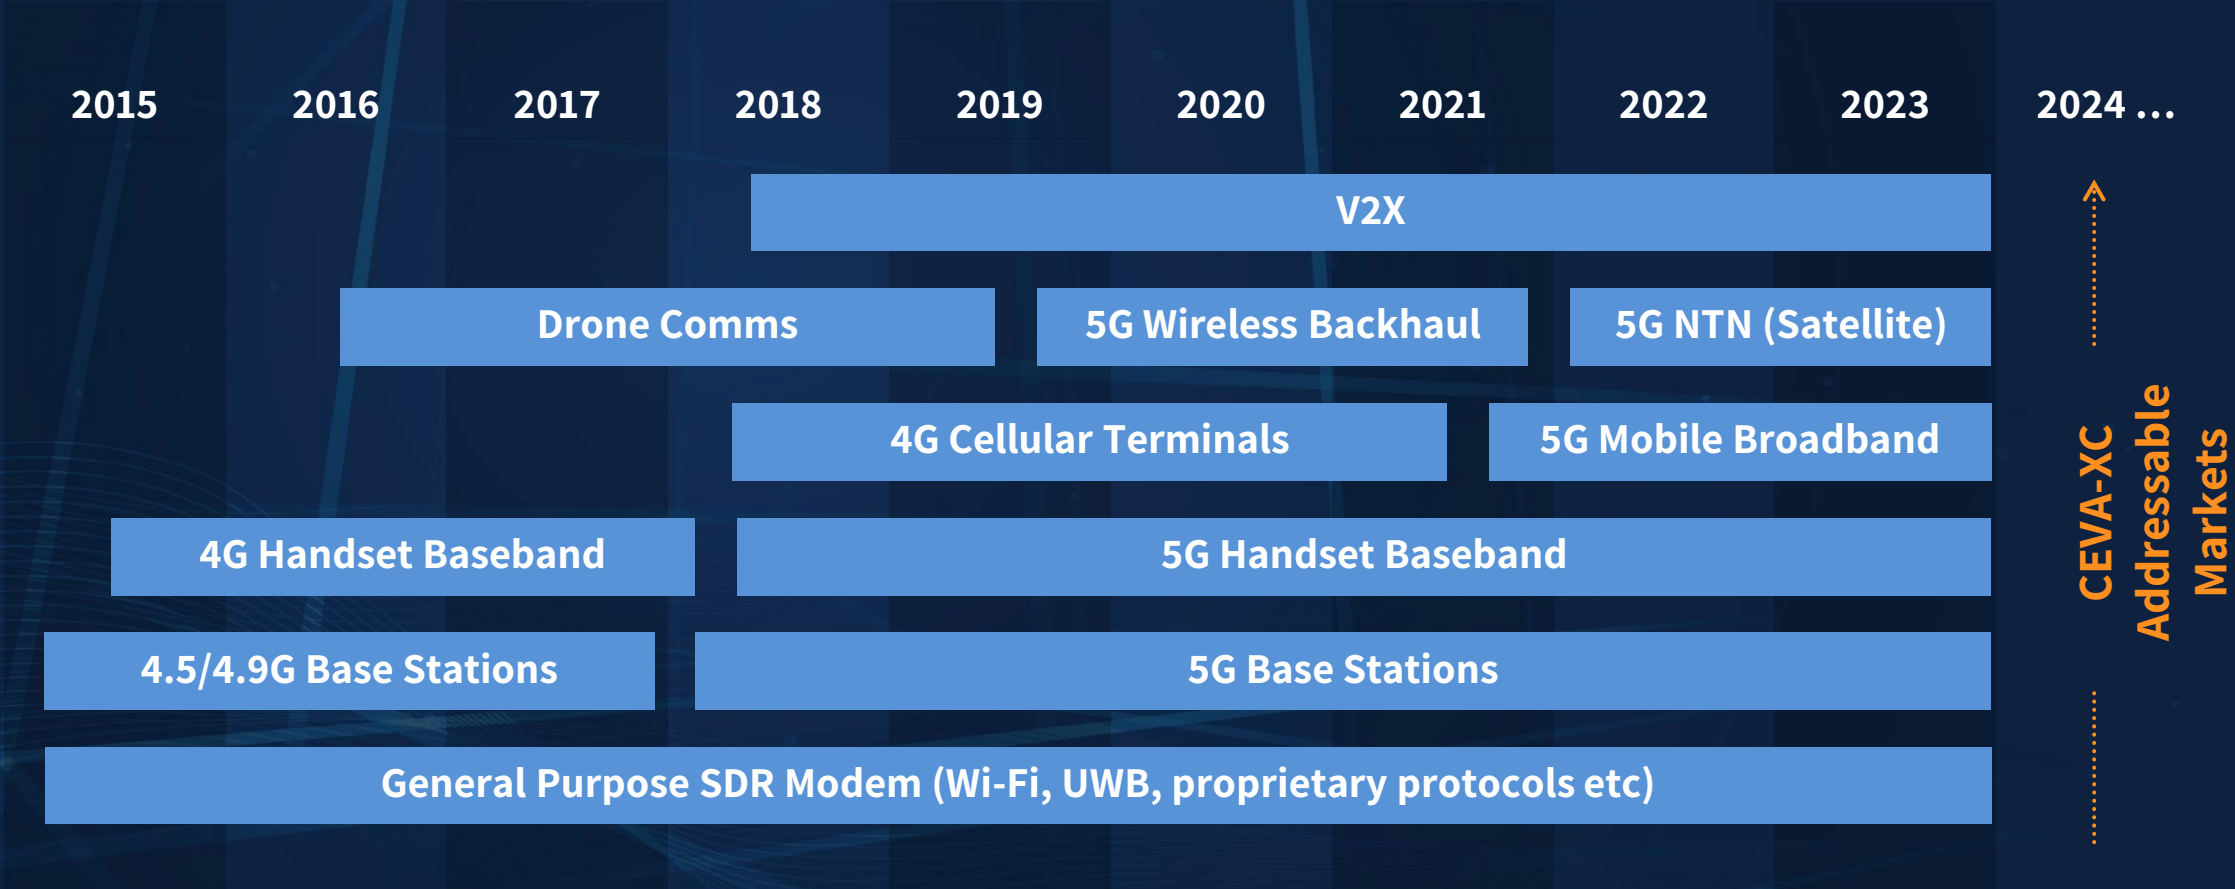 2015 2016 2017 2018 2019 2020 2021 2022 2023 2024 ...
V2X
Drone Comms 5G Wireless Backhaul 5G NTN (Satellite)
4G Cellular Terminals 5G Mobile Broadband
4G Handset Baseband 5G Handset Baseband
4.5/4.9G Base Stations 5G Base Stations
General Purpose SDR Modem (Wi-Fi, UWB, proprietary protocols etc)
CEVA-XC
Addressable
Markets